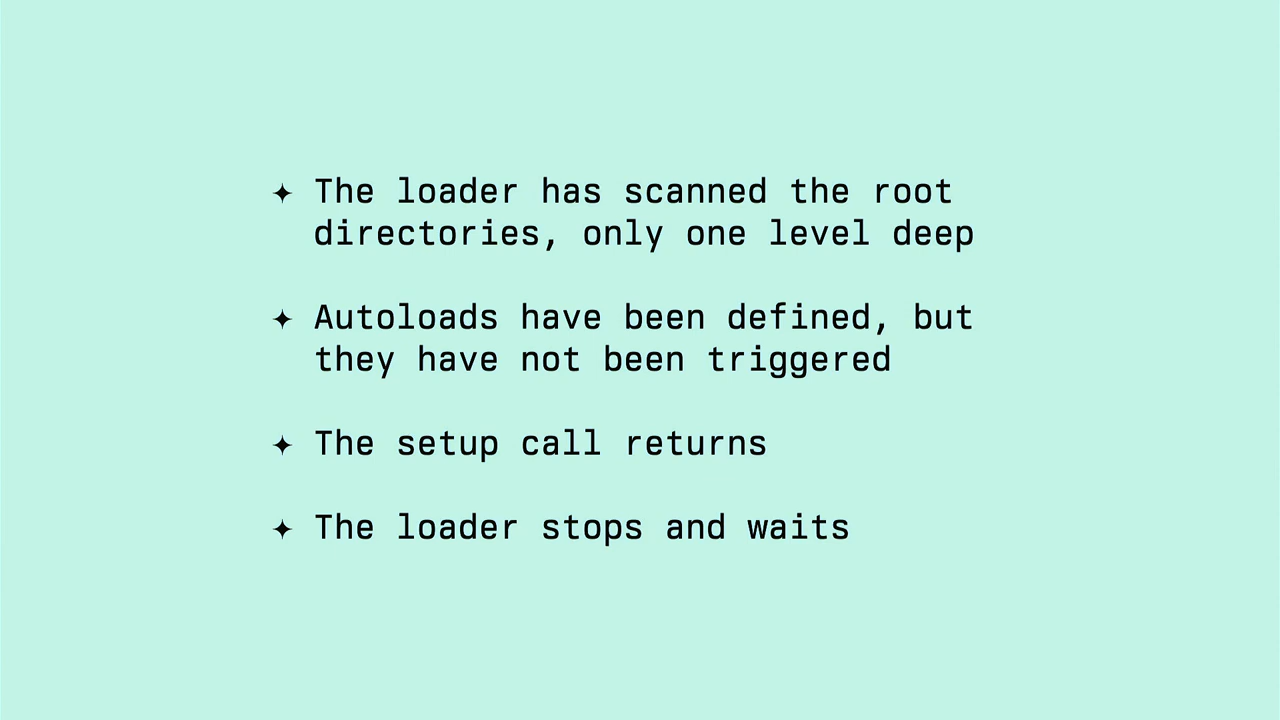 ✦ The loader has scanned the root
directories, only one level deep
✦ Autoloads have been defined, but
they have not been triggered
✦ The setup call returns
✦ The loader stops and waits